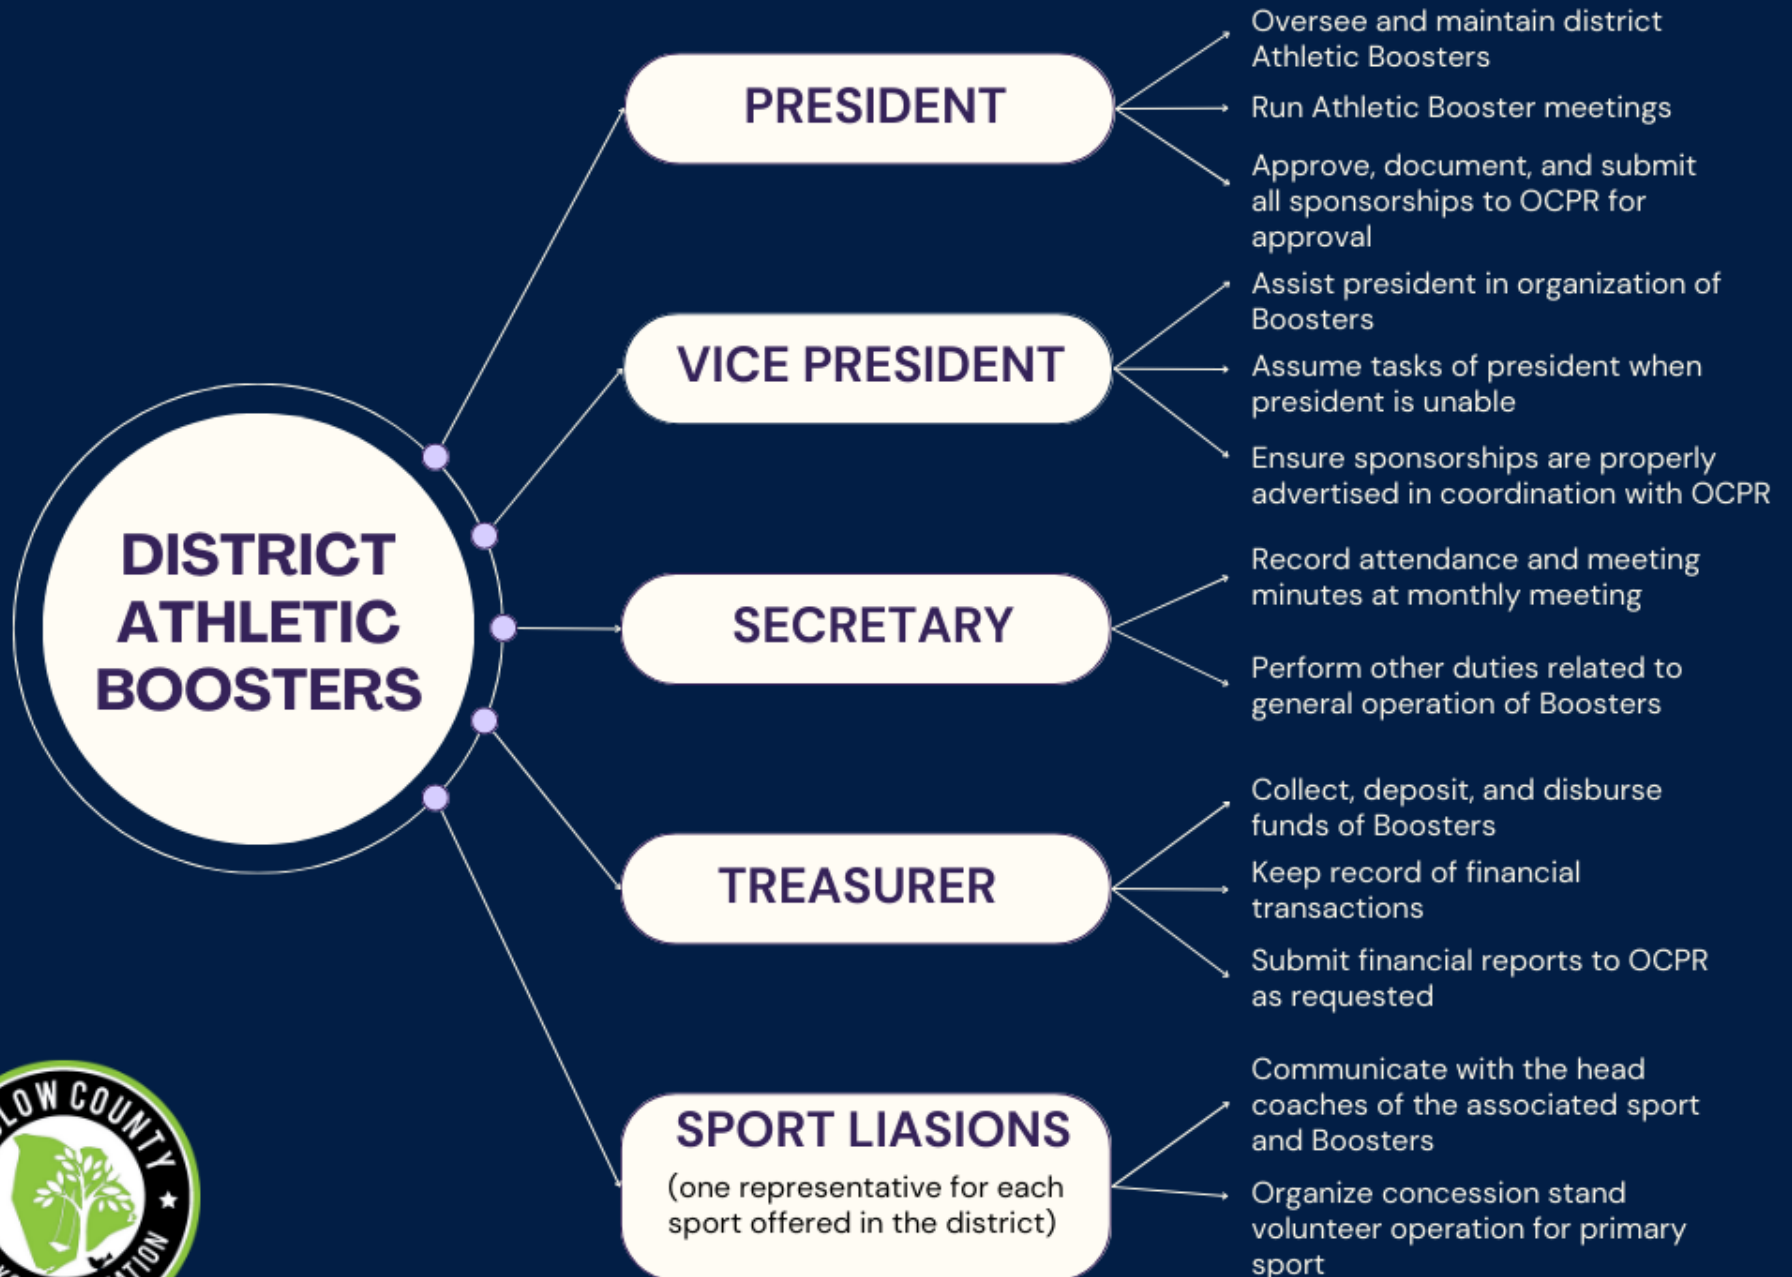 DISTRICT
ATHLETIC
BOOSTERS
PRESIDENT
Oversee and maintain district
Athletic Boosters
Run Athletic Booster meetings
Approve, document, and submit
all sponsorships to OCPR for
approval
VICE PRESIDENT
Assist president in organization of
Boosters
Assume tasks of president when
president is unable
Ensure sponsorships are properly
advertised in coordination with OCPR
SECRETARY
Record attendance and meeting
minutes at monthly meeting
Perform other duties related to
general operation of Boosters
TREASURER
Collect, deposit, and disburse
funds of Boosters
Keep record of financial
transactions
Submit financial reports to OCPR
as requested
SPORT LIASIONS
(one representative for each
sport offered in the district)
Communicate with the head
coaches of the associated sport
and Boosters
Organize concession stand
volunteer operation for primary
sport
COUNTY